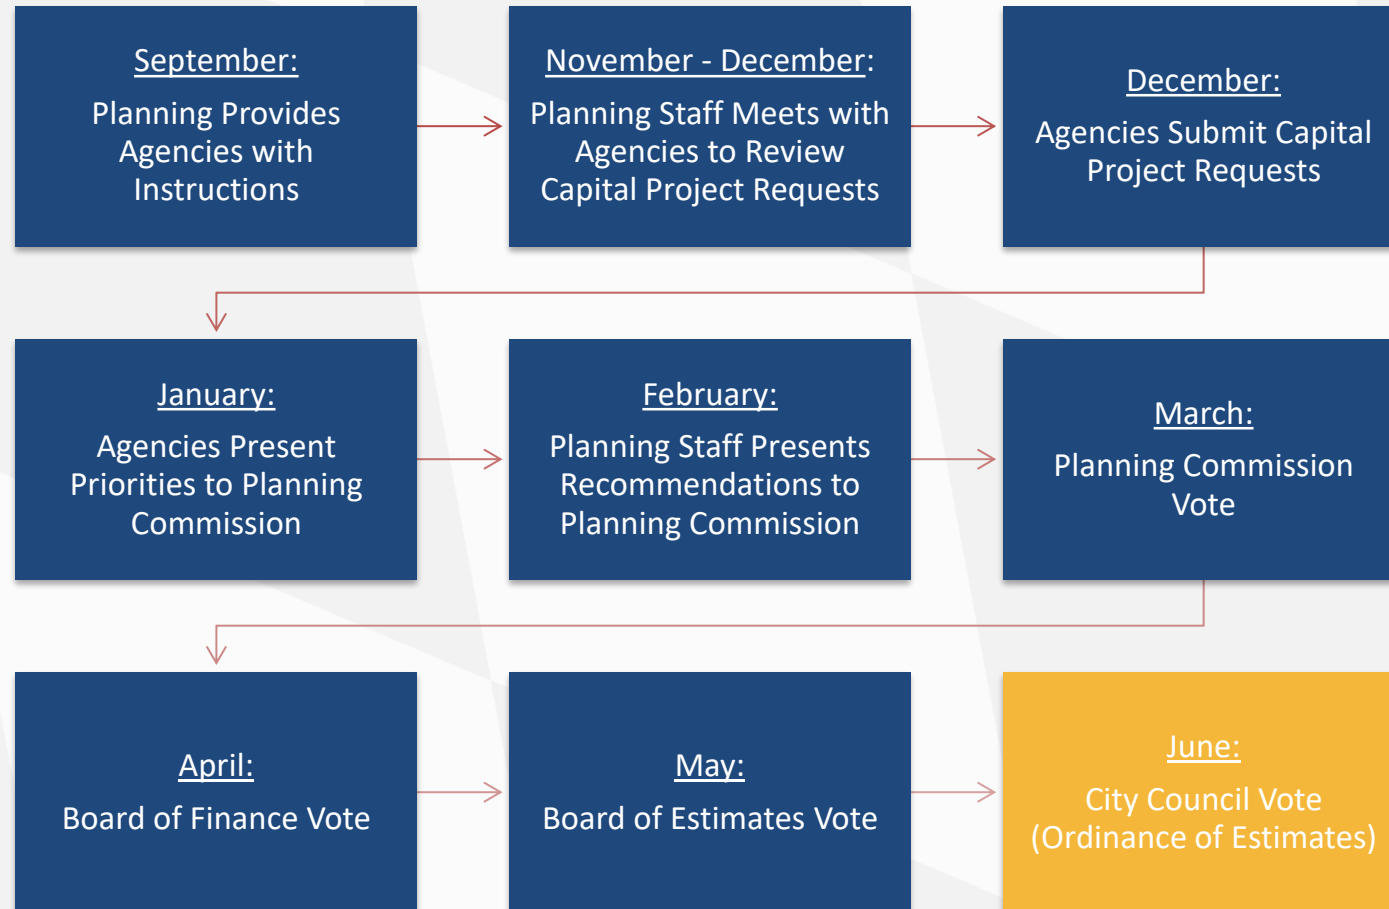 September:
Planning Provides
Agencies with
Instructions
November - December:
Planning Staff Meets with
Agencies to Review
Capital Project Requests
December:
Agencies Submit Capital
Project Requests
January:
Agencies Present
Priorities to Planning
Commission
February:
Planning Staff Presents
Recommendations to
Planning Commission
March:
Planning Commission
Vote
April:
Board of Finance Vote
May:
Board of Estimates Vote
June:
City Council Vote
(Ordinance of Estimates)